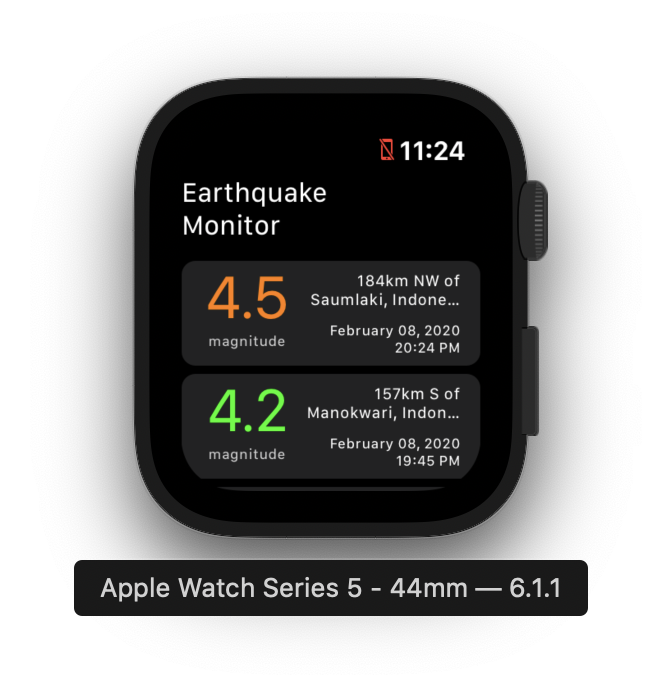 11:24
Earthquake
Monitor
4.5
magnitude
184km NW of
Saumlaki, Indone...
February 08, 2020
20:24 PM
4.2
magnitude
157km S of
Manokwari, Indon...
February 08, 2020
19:45 PM
Apple Watch Series 5 - 44mm — 6.1.1